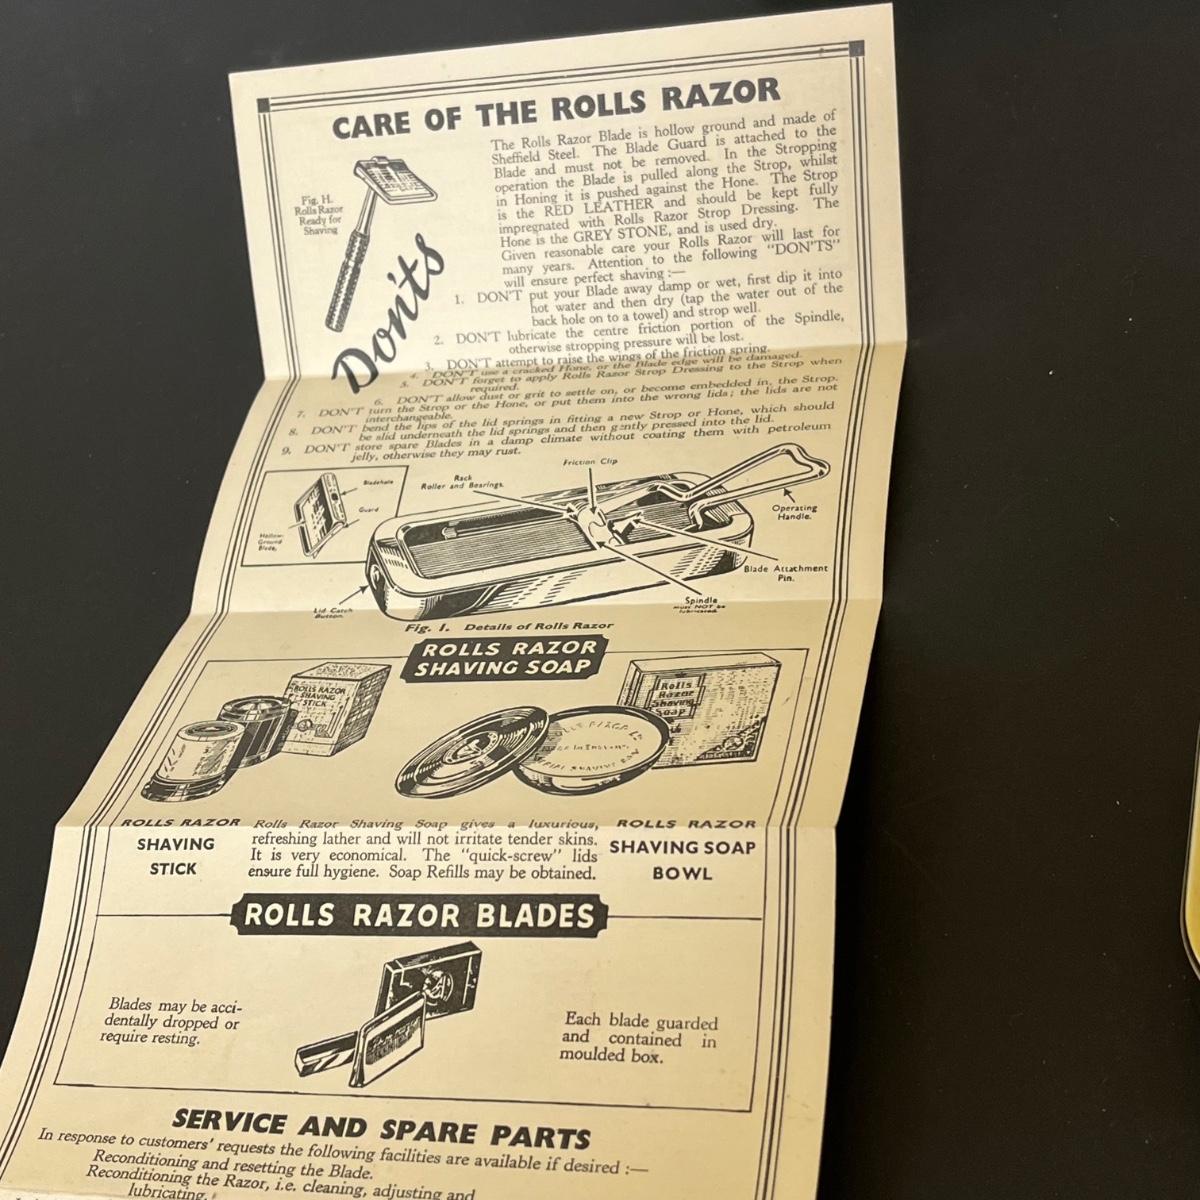 CARE OF THE ROLLS RAZOR
Fig. H.
Rolls Razor
Ready for
Shaving
Don'ts
The Rolls Razor Blade is hollow ground and made of
Sheffield Steel. The Blade Guard is attached to the
Blade and must not be removed. In the Stropping
operation the Blade is pulled along the Strop, whilst
in Honing it is pushed against the Hone. The Strop
is the RED LEATHER and should be kept fully
impregnated with Rolls Razor Strop Dressing. The
Hone is the GREY STONE, and is used dry.
Given reasonable care your Rolls Razor will last for
many years. Attention to the following "DON'TS"
will ensure perfect shaving :—
1. DON'T put your Blade away damp or wet, first dip it into
hot water and then dry (tap the water out of the
back hole on to a towel) and strop well.
2. DON'T lubricate the centre friction portion of the Spindle,
otherwise stropping pressure will be lost.
3. DON'T attempt to raise the wings of the friction spring.
4. DON'T use a cracked Hone, or the Blade edge will be damaged.
5. DON'T forget to apply Rolls Razor Strop Dressing to the Strop when
required.
6. DON'T allow dust or grit to settle on, or become embedded in, the Strop.
7. DON'T turn the Strop or the Hone, or put them into the wrong lids; the lids are not
interchangeable.
8. DON'T bend the lips of the lid springs in fitting a new Strop or Hone, which should
be slid underneath the lid springs and then gently pressed into the lid.
9. DON'T store spare Blades in a damp climate without coating them with petroleum
jelly, otherwise they may rust.
Bladehole
Guard
Hollow-
Ground
Blade.
Rack
Roller and Bearings.
Friction Clip
Operating
Handle.
Blade Attachment
Pin.
Spindle
must NOT be
lubricated.
Lid Catch
Button.
Fig. I. Details of Rolls Razor
ROLLS RAZOR
SHAVING SOAP
ROLLS RAZOR
SHAVING
STICK
Rolls
Razor
Shaving
Soap
ROLLS RAZOR
SHAVING
STICK
Rolls Razor Shaving Soap gives a luxurious,
refreshing lather and will not irritate tender skins.
It is very economical. The "quick-screw" lids
ensure full hygiene. Soap Refills may be obtained.
ROLLS RAZOR
SHAVING SOAP
BOWL
ROLLS RAZOR BLADES
Blades may be acci-
dentally dropped or
require resting.
Each blade guarded
and contained in
moulded box.
SERVICE AND SPARE PARTS
In response to customers' requests the following facilities are available if desired :—
Reconditioning and resetting the Blade.
Reconditioning the Razor, i.e. cleaning, adjusting and
lubricating.